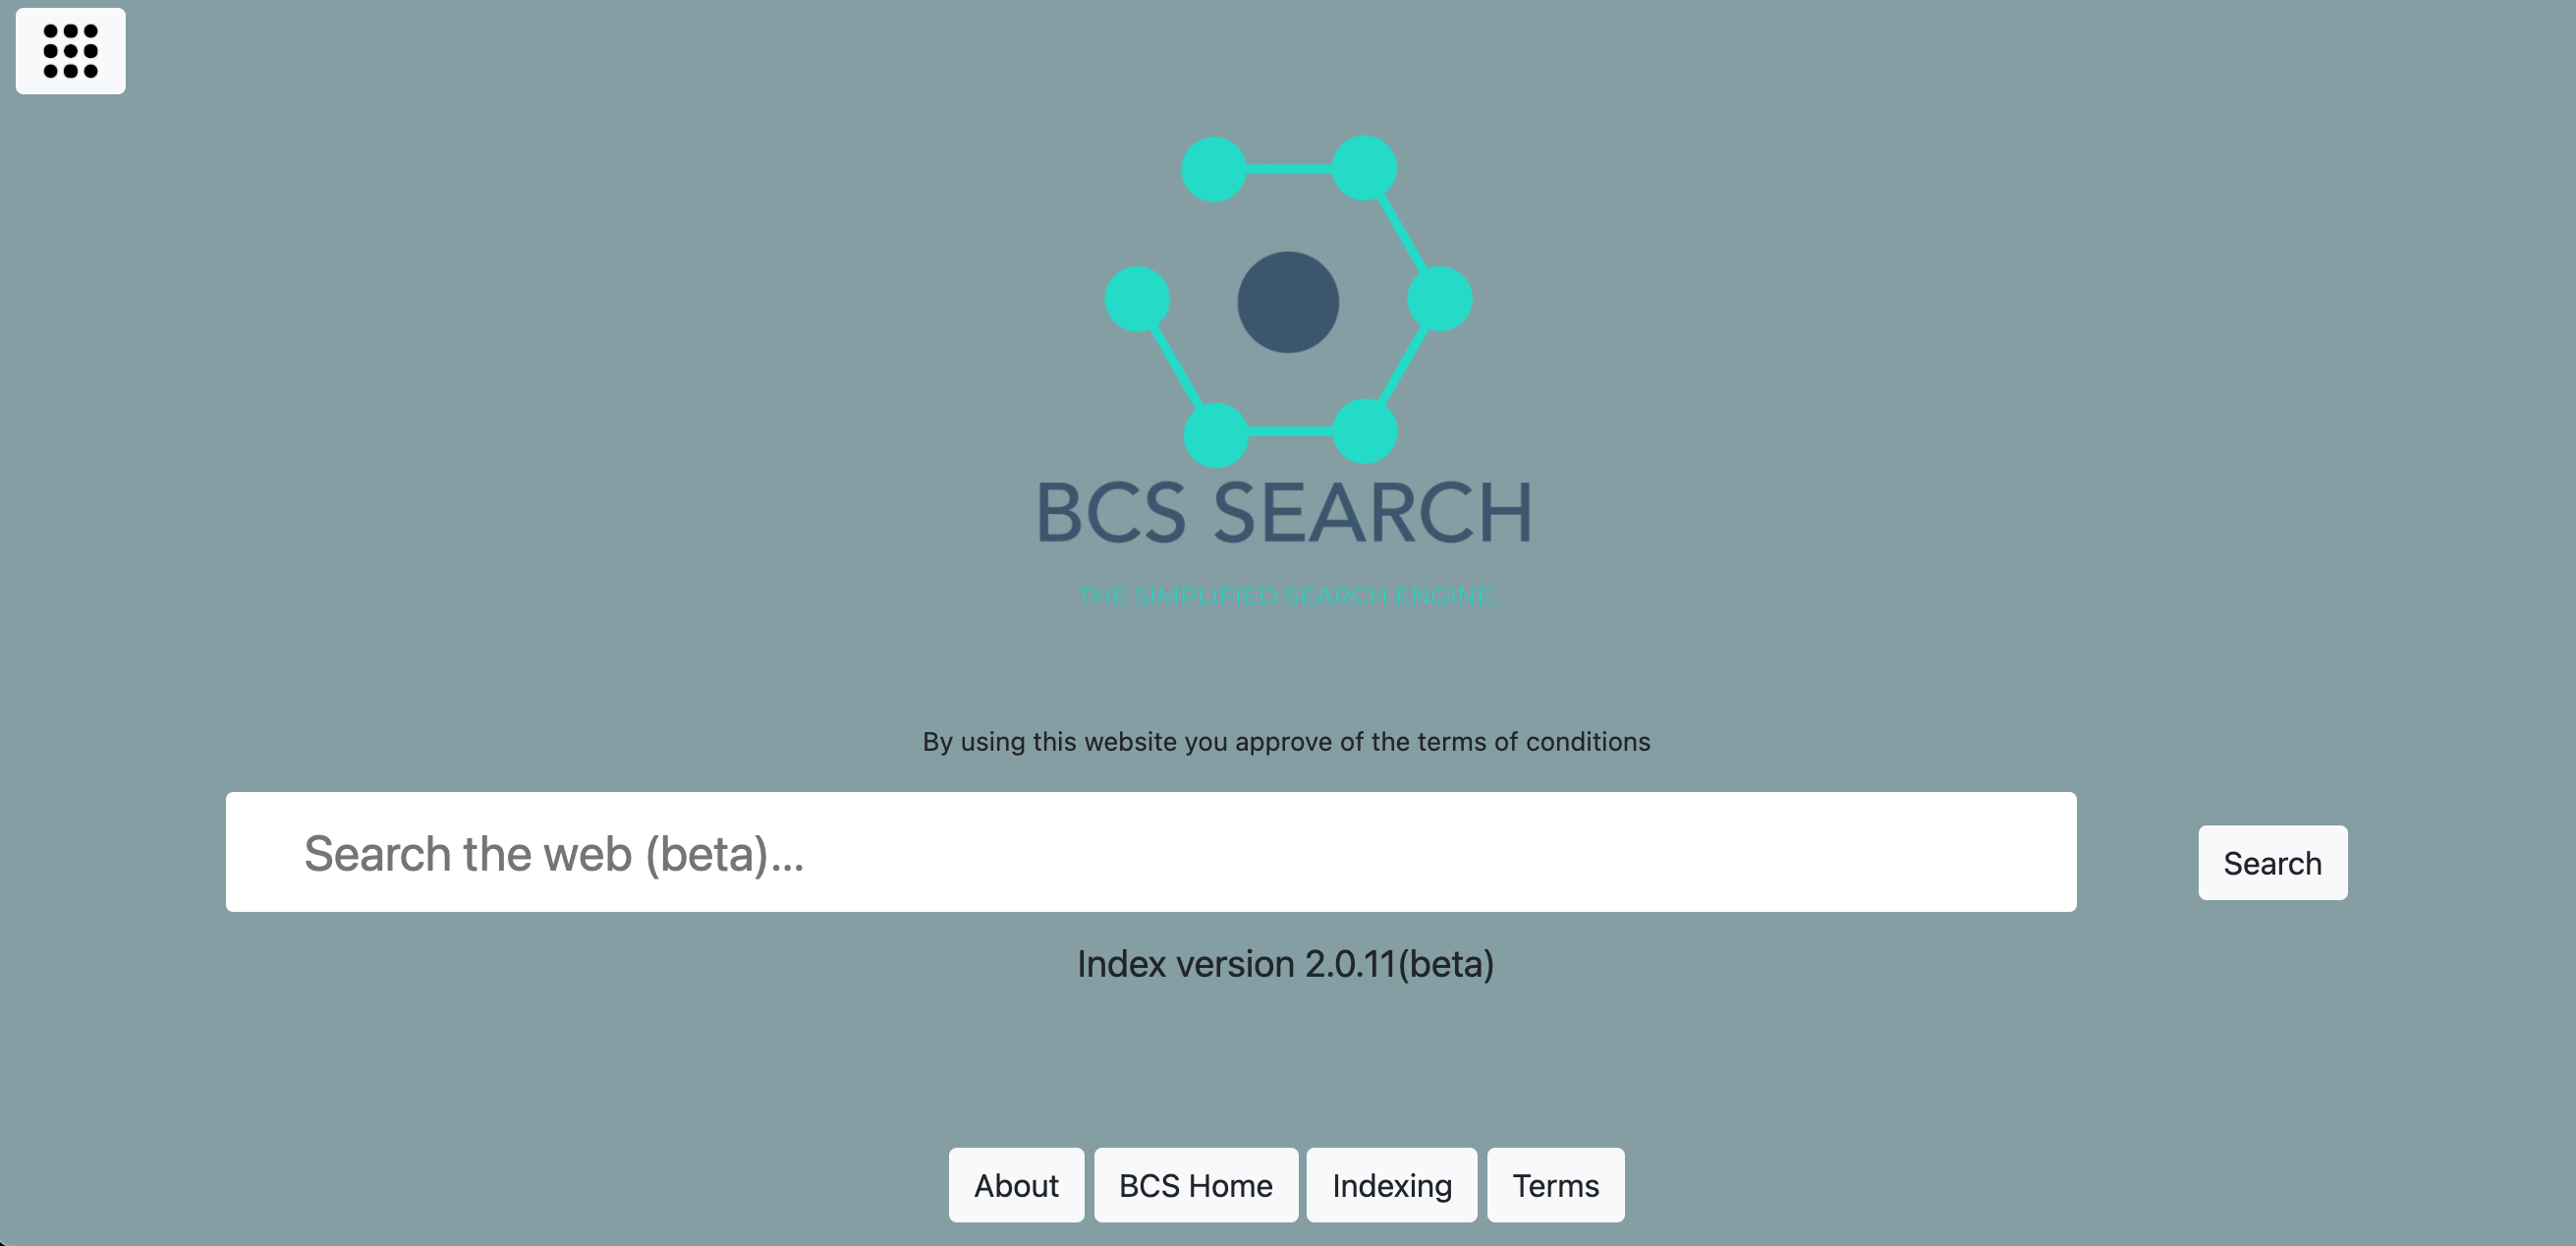 BCS SEARCH
THE SIMPLIFIED SEARCH ENGINE.
By using this website you approve of the terms of conditions
Search the web (beta)...
Search
Index version 2.0.11(beta)
About BCS Home Indexing Terms